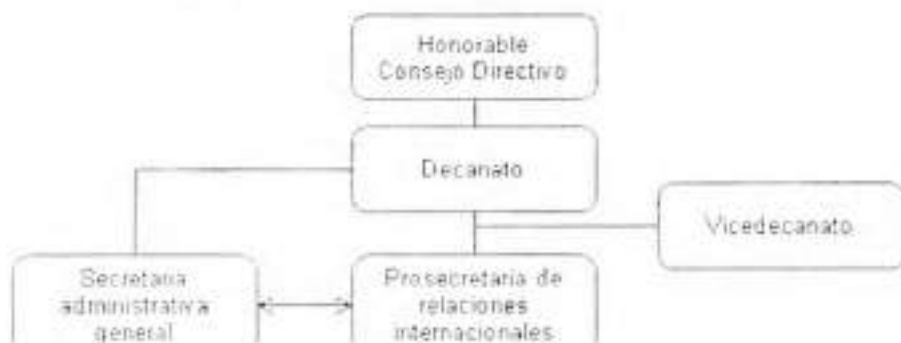 Honorable
Consejo Directivo
Decanato
Vicedecanato
Secretaria
administrativa
general
Prosecretaria de
relaciones
internacionales